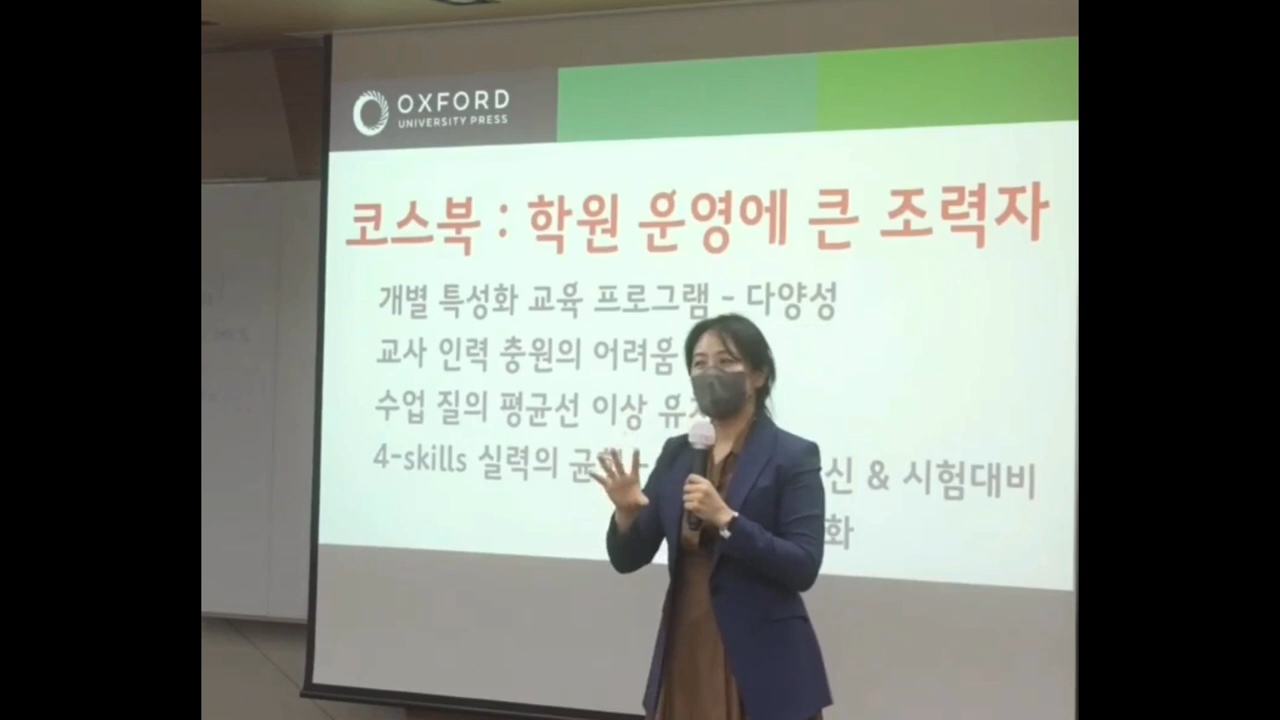 OXFORD
UNIVERSITY PRESS
코스북 : 학원 운영에 큰 조력자
개별 특성화 교육 프로그램 - 다양성
교사 인력 충원의 어려움
수업 질의 평균선 이상
4-skills 실력의 & 시험대비